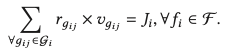 ∑_{∀g_{ij}∈𝒢_i} r_{g_{ij}} × v_{g_{ij}} = J_i, ∀f_i ∈ ℱ.